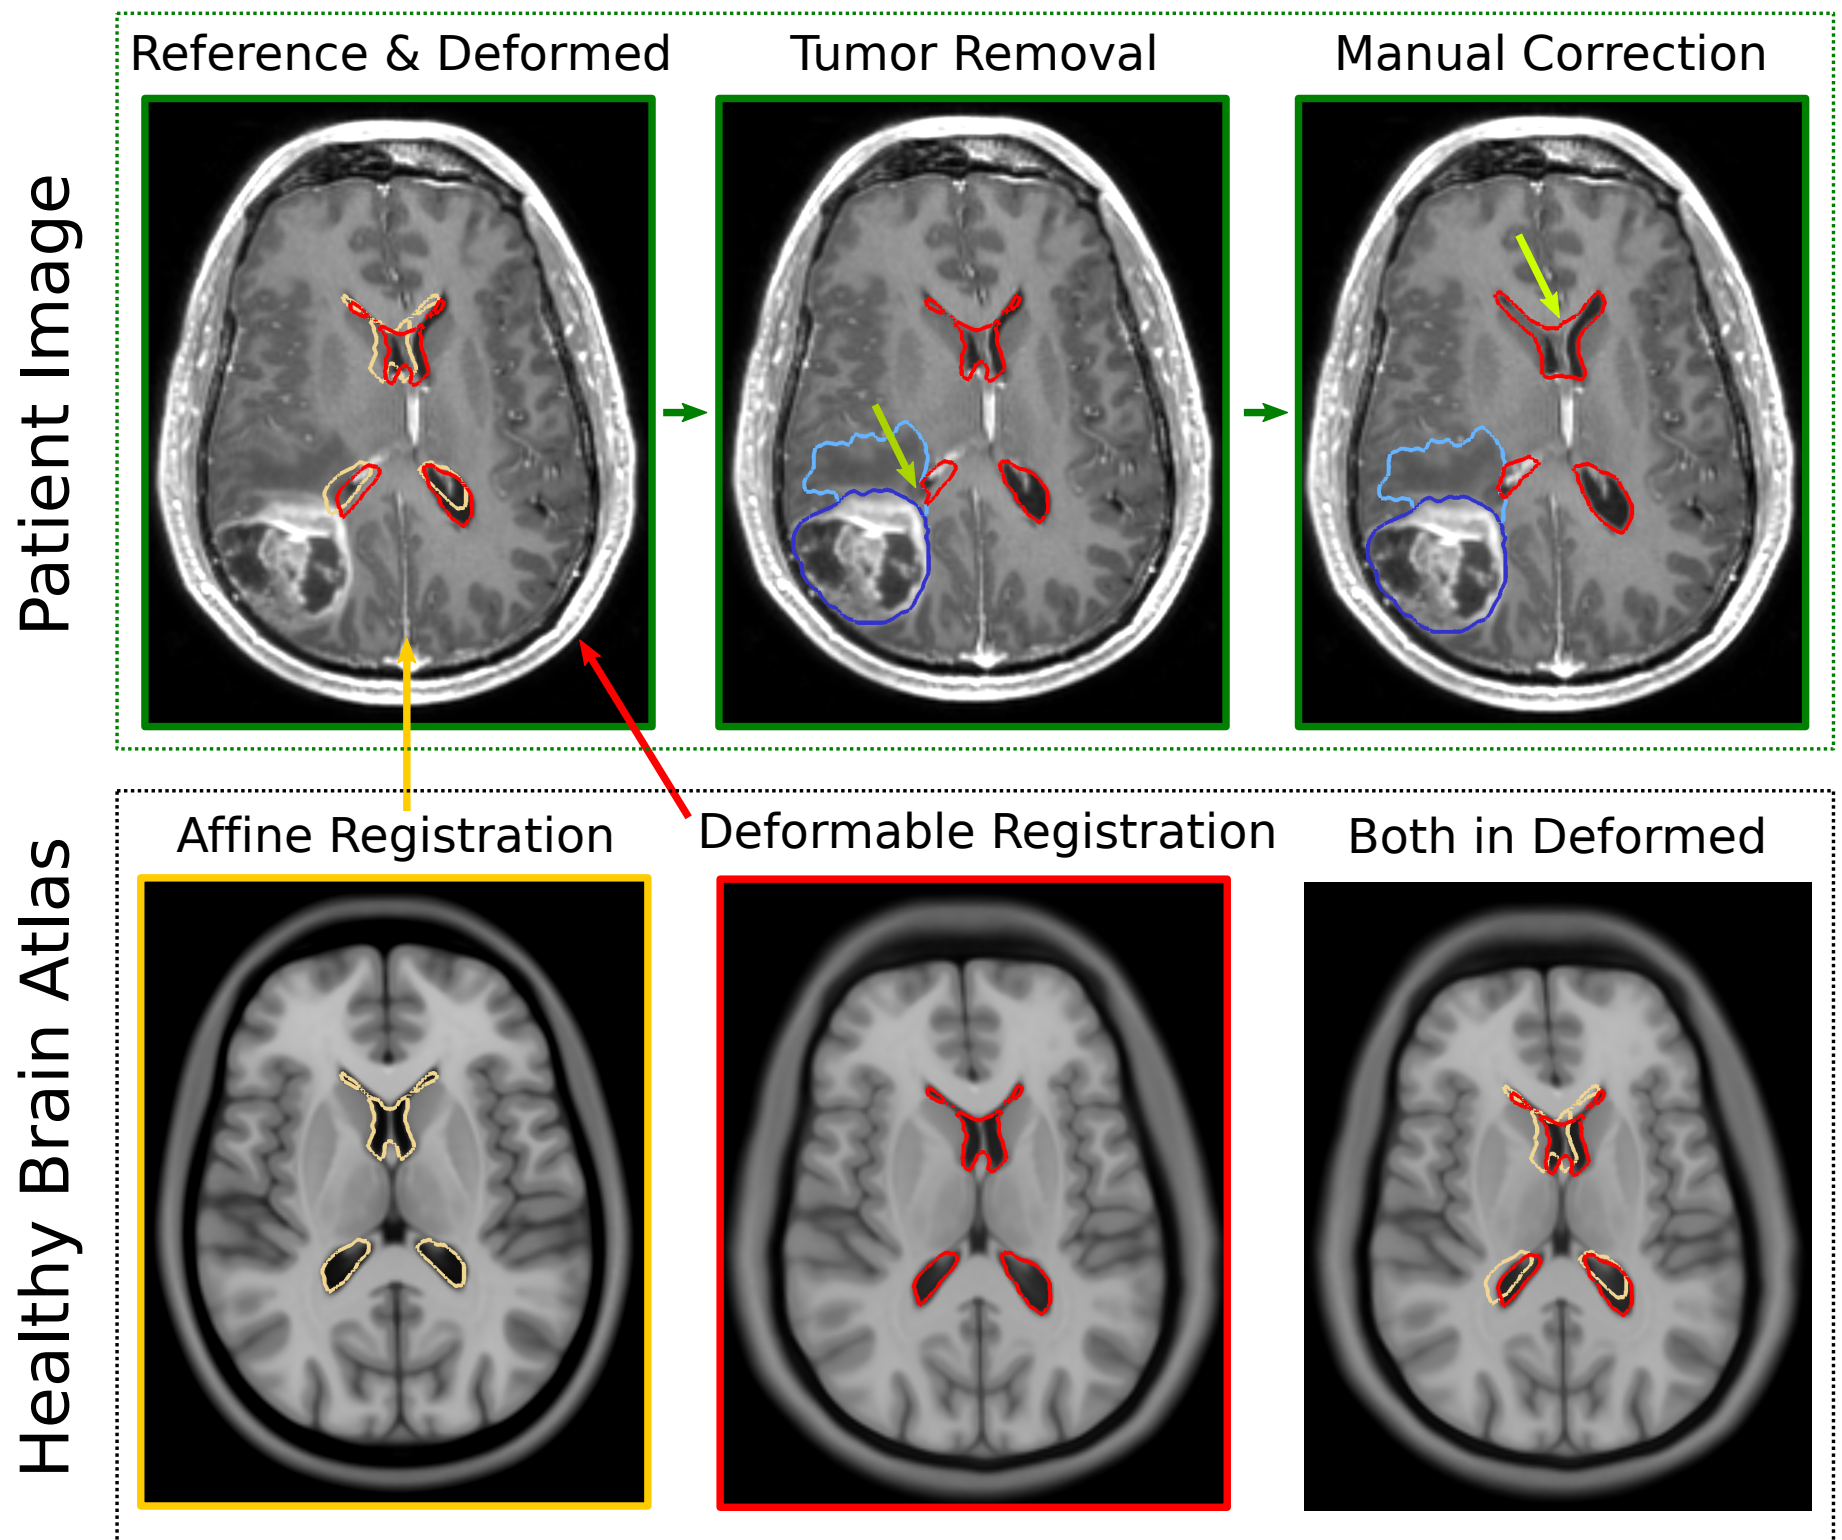 Reference & Deformed
Tumor Removal
Manual Correction
Patient Image
Affine Registration
Deformable Registration
Both in Deformed
Healthy Brain Atlas